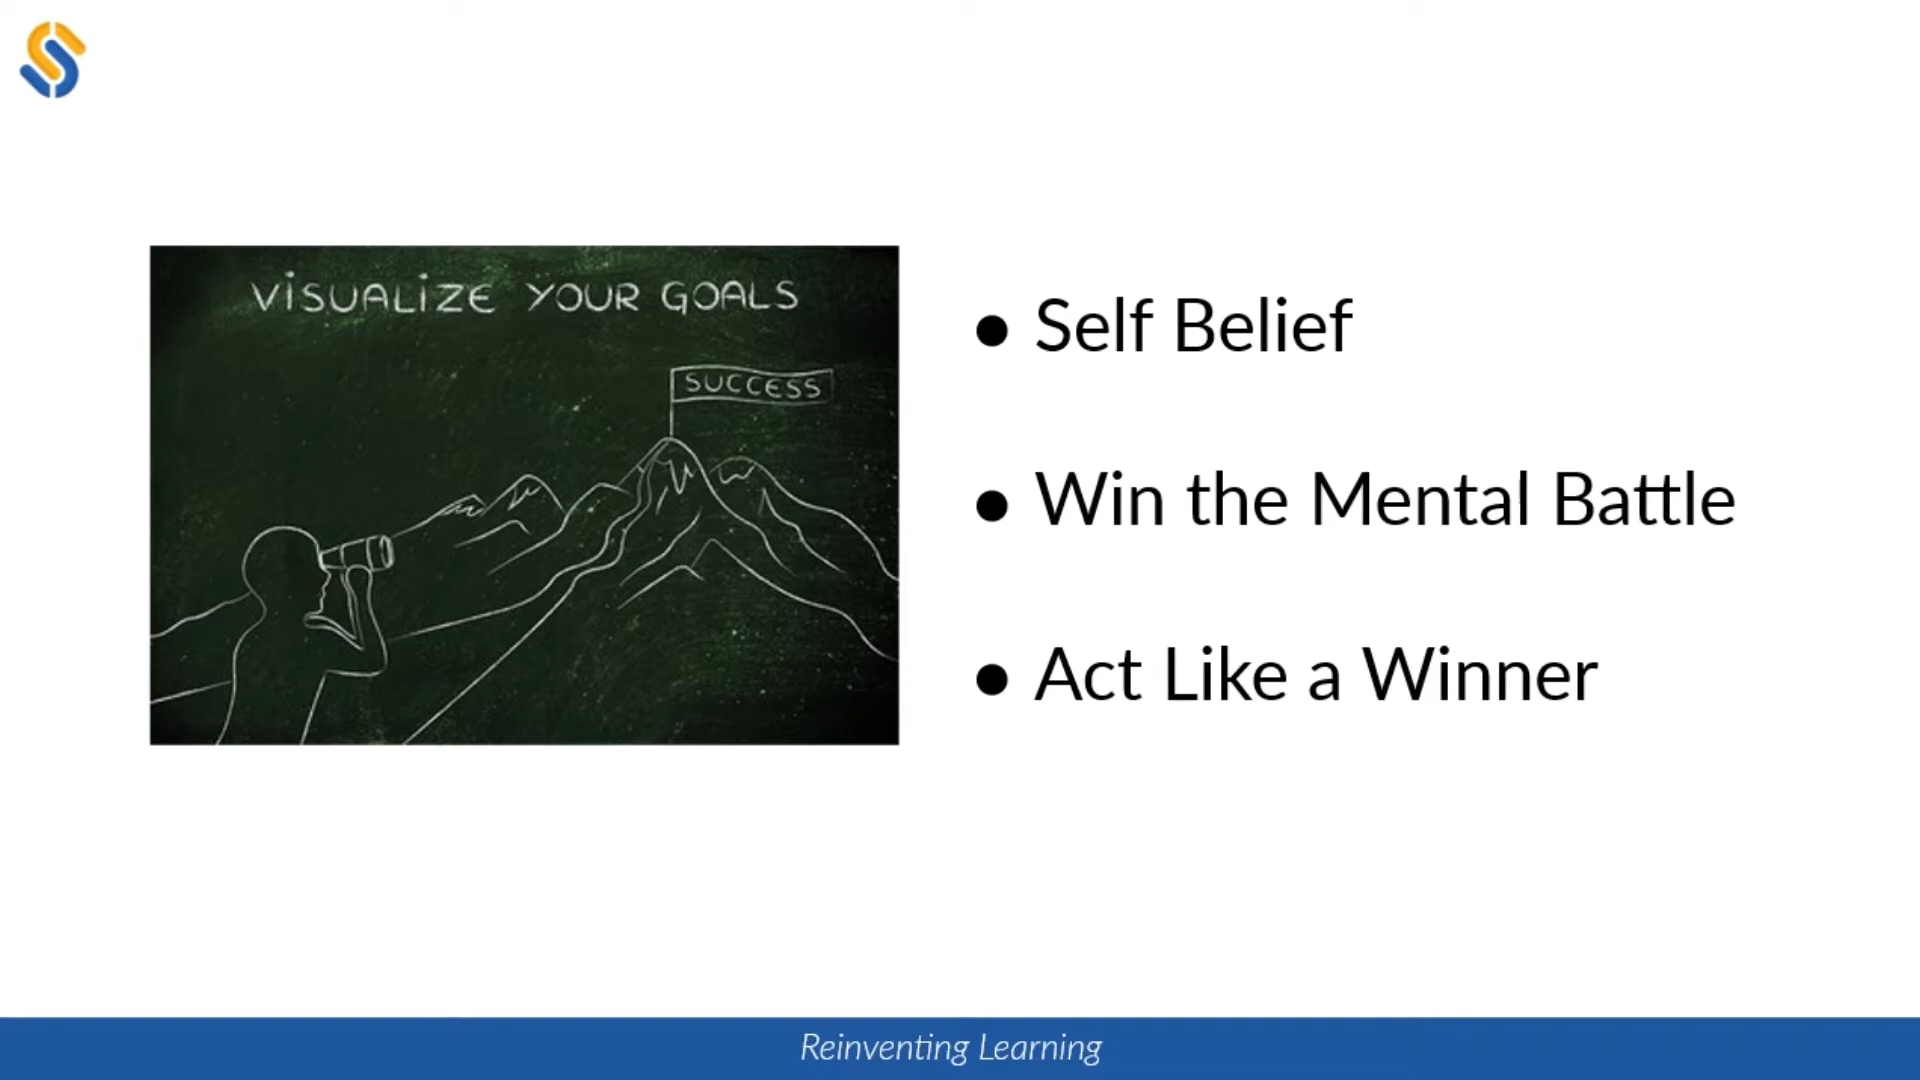 ViSUALiZE YOUR GOALS
SUCCESS
• Self Belief
• Win the Mental Battle
• Act Like a Winner
Reinventing Learning